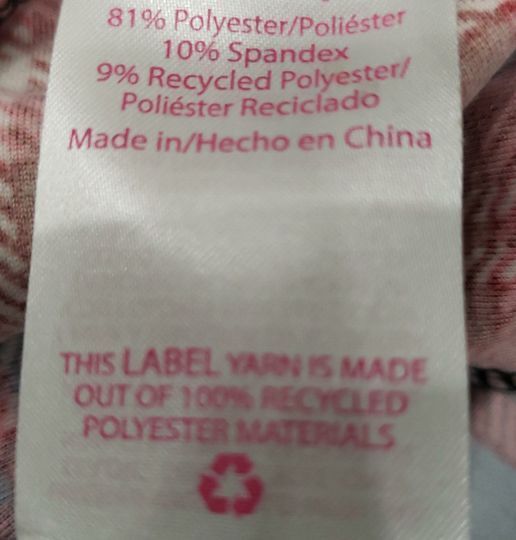 81% Polyester/Poliéster
10% Spandex
9% Recycled Polyester/
Poliéster Reciclado
Made in/Hecho en China
THIS LABEL YARN IS MADE
OUT OF 100% RECYCLED
POLYESTER MATERIALS